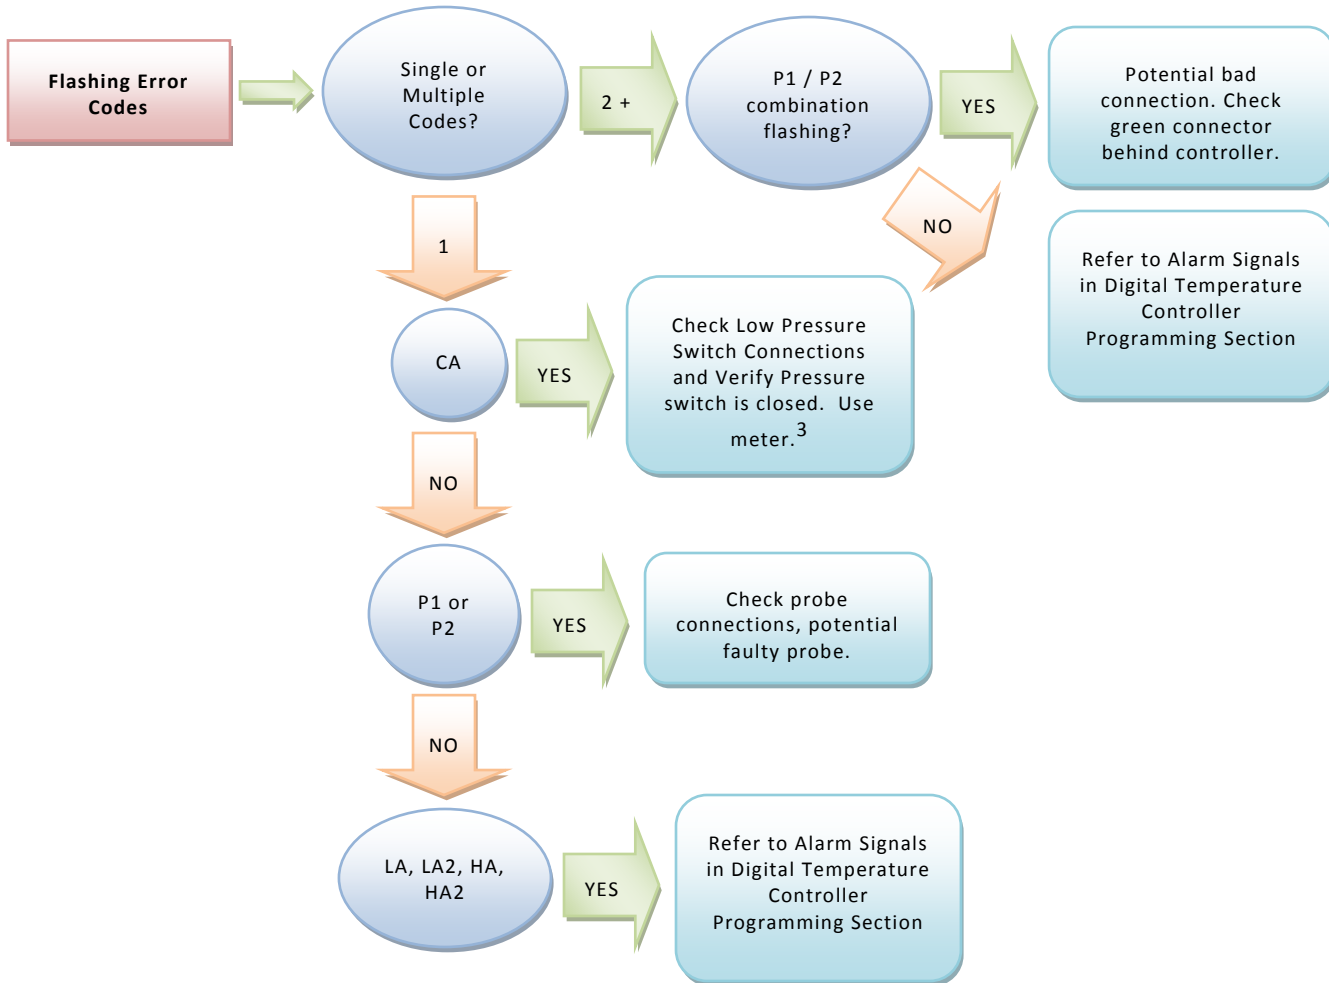 Flashing Error
Codes
Single or
Multiple
Codes?
2 +
P1 / P2
combination
flashing?
YES
Potential bad
connection. Check
green connector
behind controller.
NO
Refer to Alarm Signals
in Digital Temperature
Controller
Programming Section
1
CA
YES
Check Low Pressure
Switch Connections
and Verify Pressure
switch is closed.  Use
meter.3
NO
P1 or
P2
YES
Check probe
connections, potential
faulty probe.
NO
LA, LA2, HA,
HA2
YES
Refer to Alarm Signals
in Digital Temperature
Controller
Programming Section